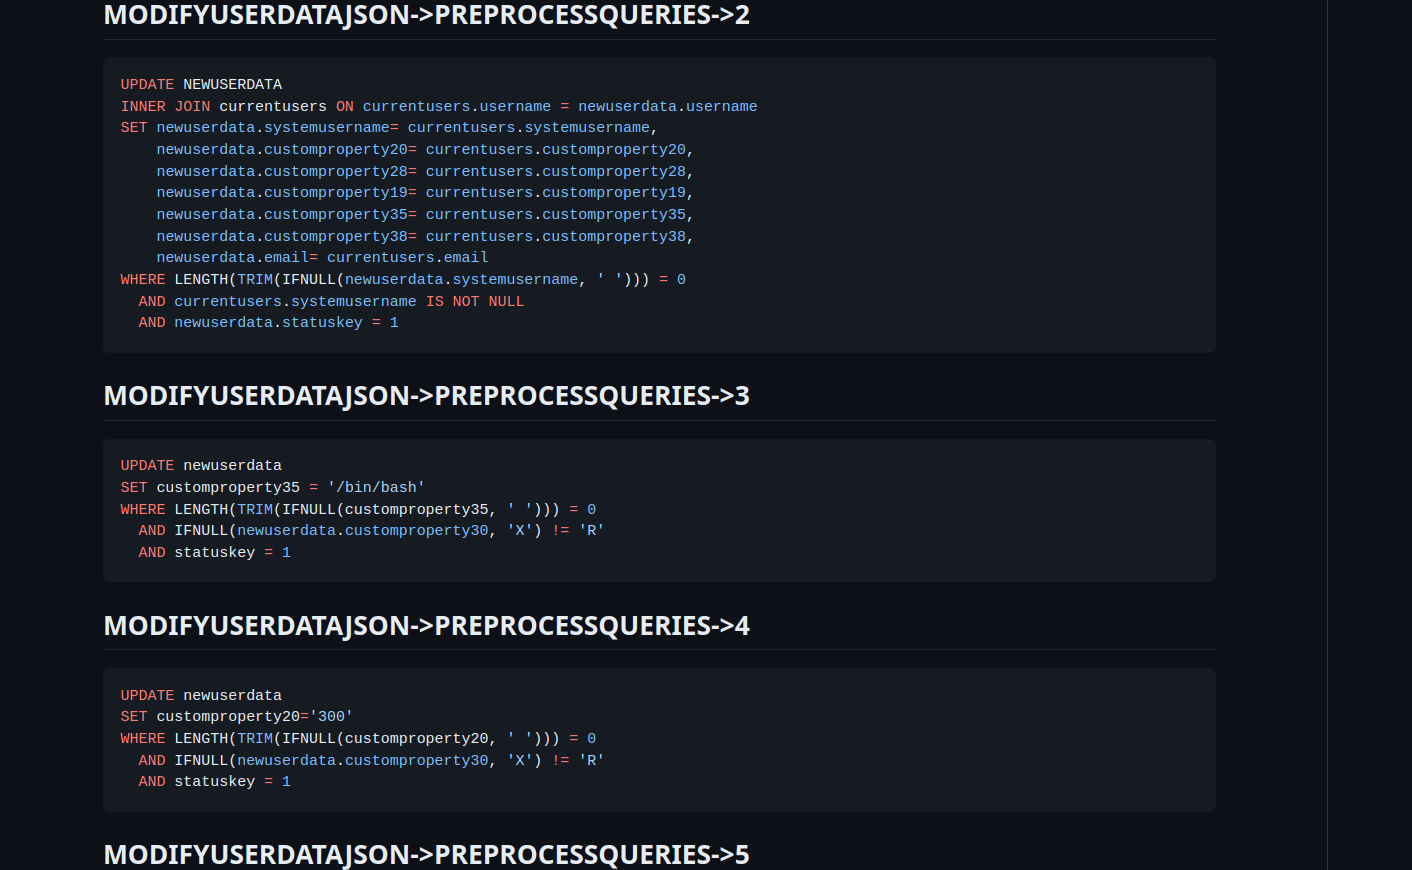 MODIFYUSERDATAJSON->PREPROCESSQUERIES->2
UPDATE NEWUSERDATA
INNER JOIN currentusers ON currentusers.username = newuserdata.username
SET newuserdata.systemusername= currentusers.systemusername,
    newuserdata.customproperty20= currentusers.customproperty20,
    newuserdata.customproperty28= currentusers.customproperty28,
    newuserdata.customproperty19= currentusers.customproperty19,
    newuserdata.customproperty35= currentusers.customproperty35,
    newuserdata.customproperty38= currentusers.customproperty38,
    newuserdata.email= currentusers.email
WHERE LENGTH(TRIM(IFNULL(newuserdata.systemusername, ' '))) = 0
  AND currentusers.systemusername IS NOT NULL
  AND newuserdata.statuskey = 1
MODIFYUSERDATAJSON->PREPROCESSQUERIES->3
UPDATE newuserdata
SET customproperty35 = '/bin/bash'
WHERE LENGTH(TRIM(IFNULL(customproperty35, ' '))) = 0
  AND IFNULL(newuserdata.customproperty30, 'X') != 'R'
  AND statuskey = 1
MODIFYUSERDATAJSON->PREPROCESSQUERIES->4
UPDATE newuserdata
SET customproperty20='300'
WHERE LENGTH(TRIM(IFNULL(customproperty20, ' '))) = 0
  AND IFNULL(newuserdata.customproperty30, 'X') != 'R'
  AND statuskey = 1
MODIFYUSERDATAJSON->PREPROCESSQUERIES->5